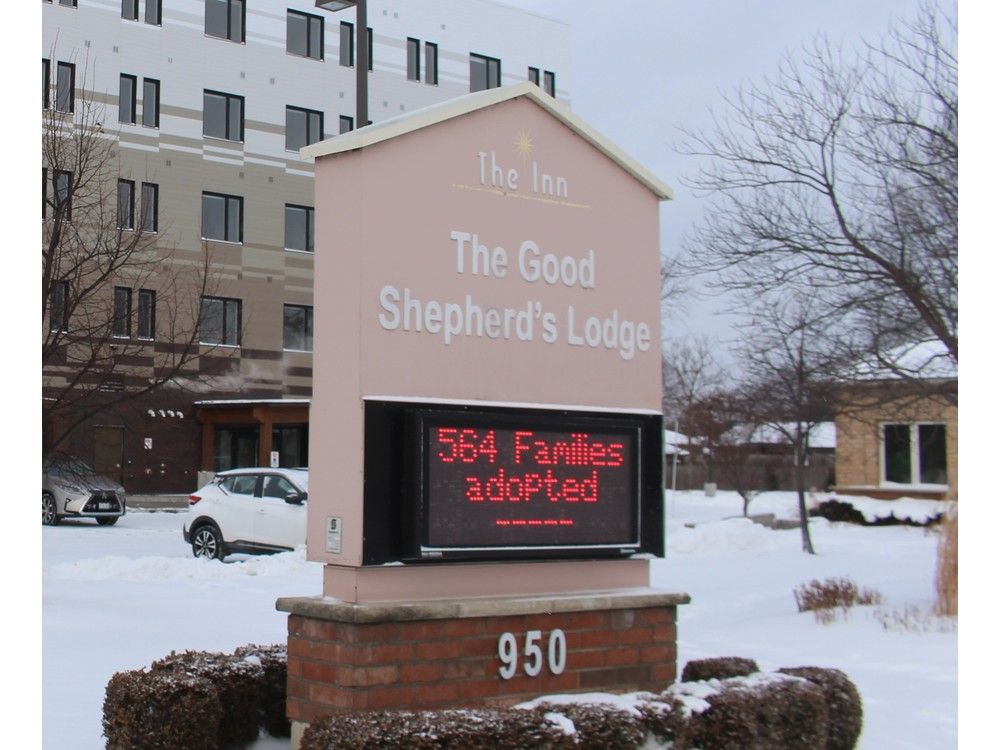 The Inn
The Good
Shepherd's Lodge
564 Families
adopted
950